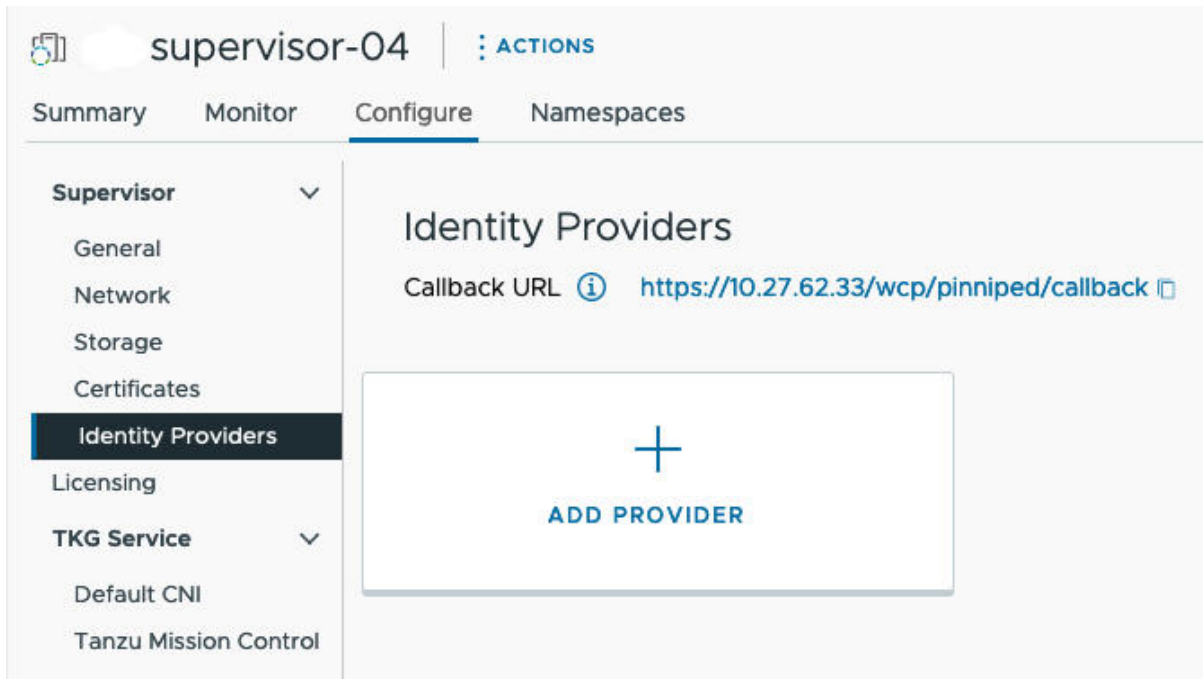 supervisor-04 ACTIONS
Summary Monitor Configure Namespaces
Supervisor
General
Network
Storage
Certificates
Identity Providers
Licensing
TKG Service
Default CNI
Tanzu Mission Control
Identity Providers
Callback URL https://10.27.62.33/wcp/pinniped/callback
ADD PROVIDER